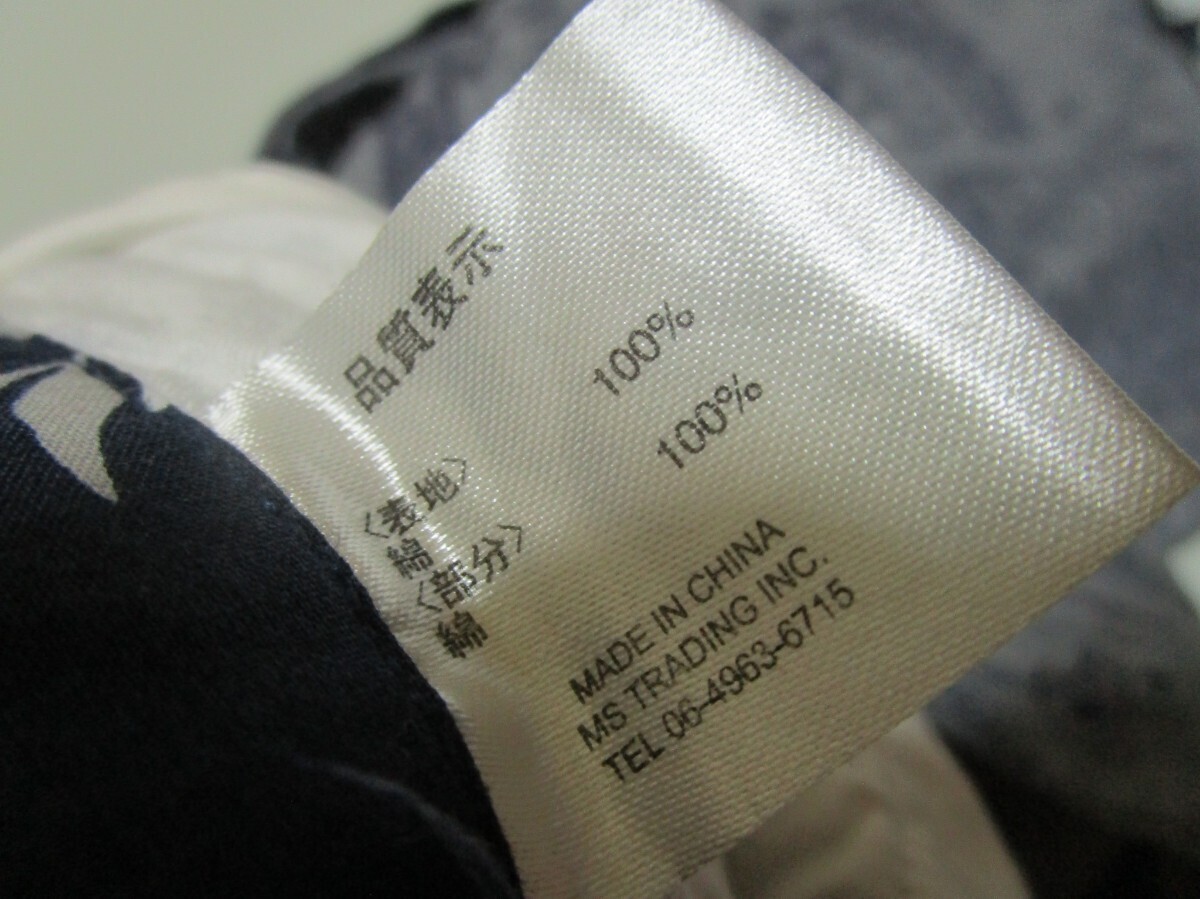 品質表示
〈表地〉
綿 100%
〈部分〉
綿 100%
MADE IN CHINA
MS TRADING INC.
TEL 06-4963-6715